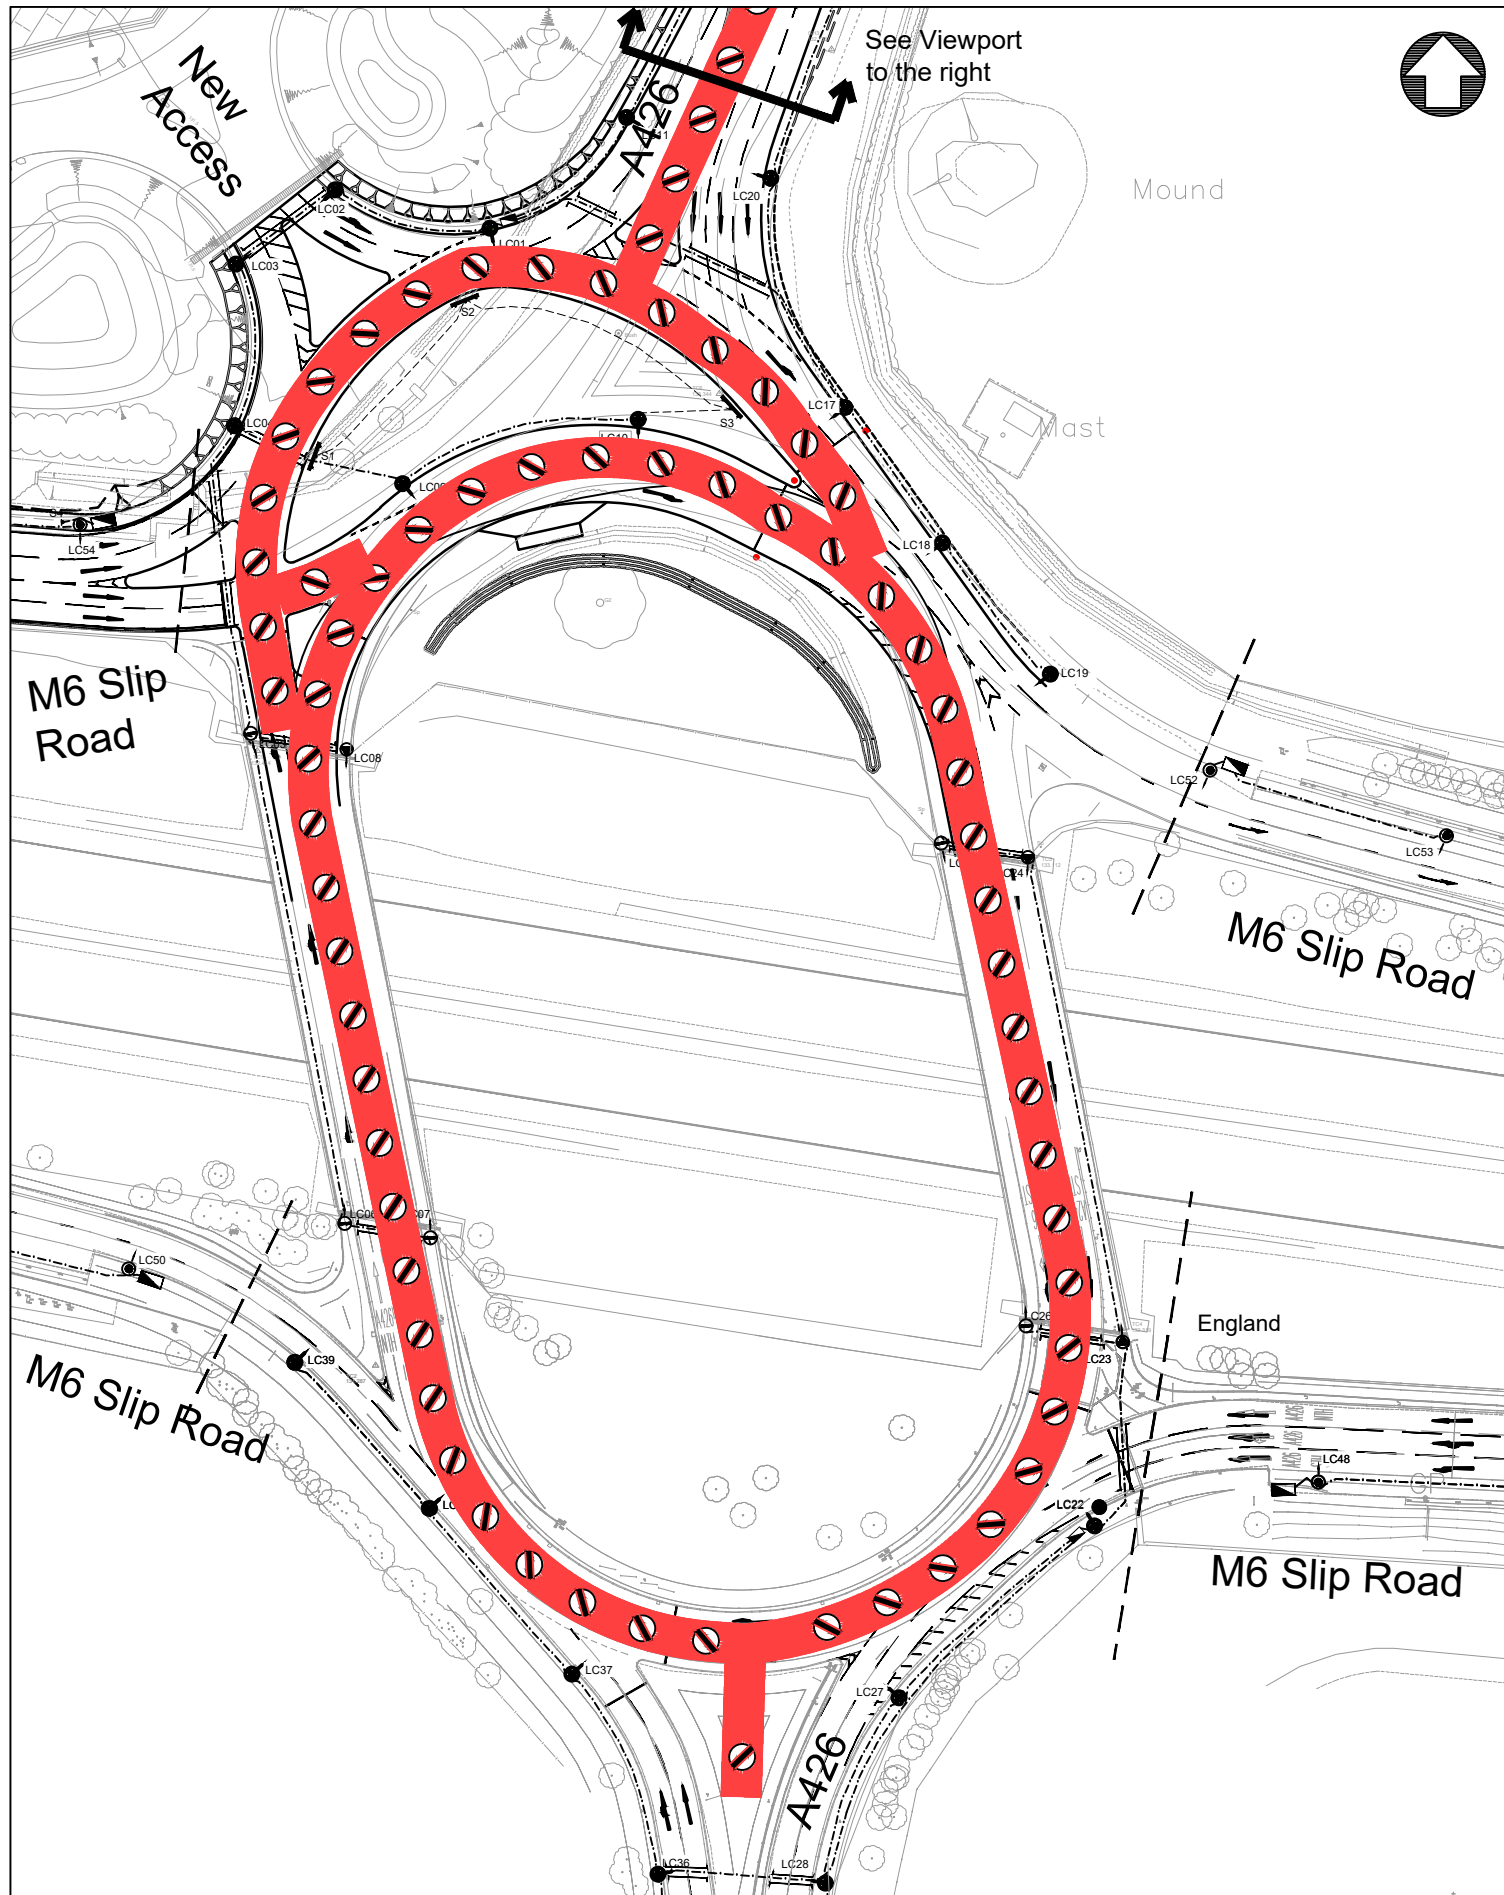 See Viewport
to the right
New
Access
A426
LC20
Mound
LC02
LC01
LC03
S2
LC17
S3
Mast
S1
LC54
LC18
M6 Slip
Road
LC19
LC08
LC52
LC53
M6 Slip Road
LC50
England
LC39
LC23
M6 Slip Road
LC48
LC22
M6 Slip Road
LC37
LC27
A426
LC36
LC28